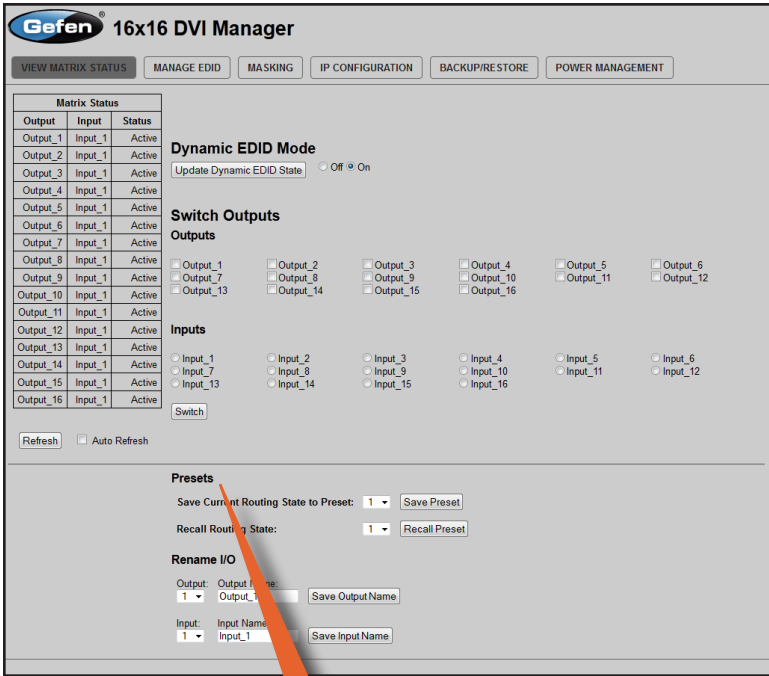 Gefen®
16x16 DVI Manager
VIEW MATRIX STATUS MANAGE EDID MASKING IP CONFIGURATION BACKUP/RESTORE POWER MANAGEMENT
Matrix Status
Output Input Status
Output_1 Input_1 Active
Output_2 Input_1 Active
Output_3 Input_1 Active
Output_4 Input_1 Active
Output_5 Input_1 Active
Output_6 Input_1 Active
Output_7 Input_1 Active
Output_8 Input_1 Active
Output_9 Input_1 Active
Output_10 Input_1 Active
Output_11 Input_1 Active
Output_12 Input_1 Active
Output_13 Input_1 Active
Output_14 Input_1 Active
Output_15 Input_1 Active
Output_16 Input_1 Active
Refresh Auto Refresh
Dynamic EDID Mode
Update Dynamic EDID State Off On
Switch Outputs
Outputs
Output_1 Output_2 Output_3 Output_4 Output_5 Output_6
Output_7 Output_8 Output_9 Output_10 Output_11 Output_12
Output_13 Output_14 Output_15 Output_16
Inputs
Input_1 Input_2 Input_3 Input_4 Input_5 Input_6
Input_7 Input_8 Input_9 Input_10 Input_11 Input_12
Input_13 Input_14 Input_15 Input_16
Switch
Presets
Save Current Routing State to Preset: 1 Save Preset
Recall Routing State: 1 Recall Preset
Rename I/O
Output: Output Name:
1 Output_1 Save Output Name
Input: Input Name
1 Input_1 Save Input Name